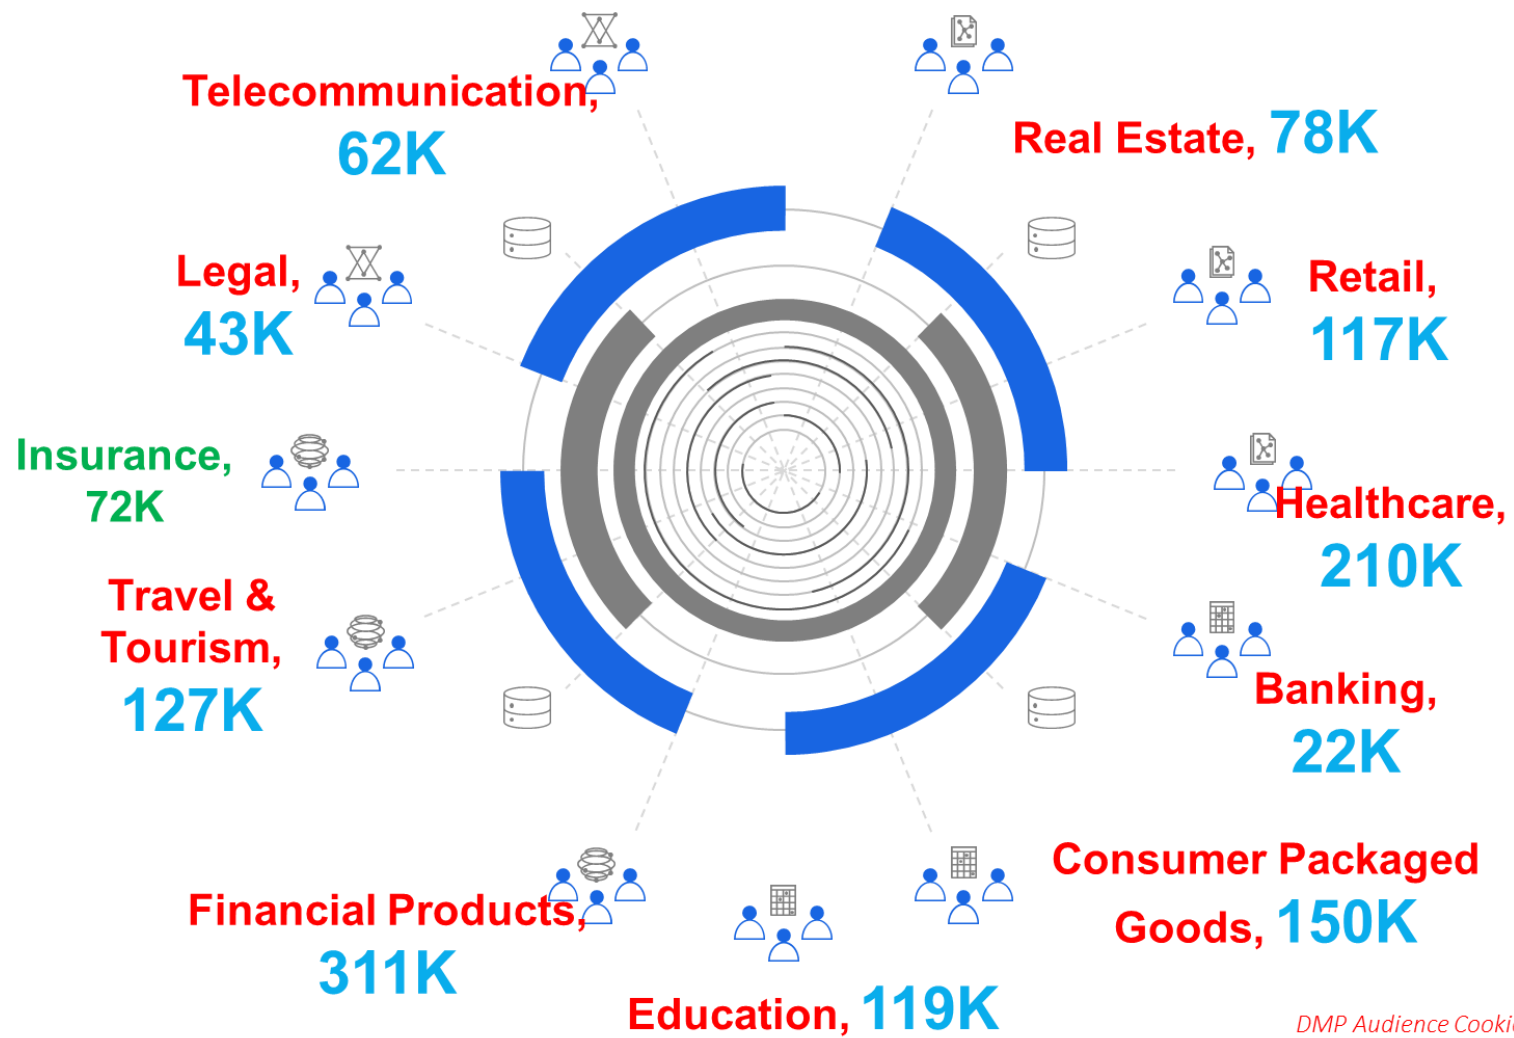 Telecommunication,
62K
Real Estate, 78K
Legal,
43K
Retail,
117K
Insurance,
72K
Healthcare,
210K
Travel &
Tourism,
127K
Banking,
22K
Financial Products,
311K
Consumer Packaged
Goods, 150K
Education, 119K
DMP Audience